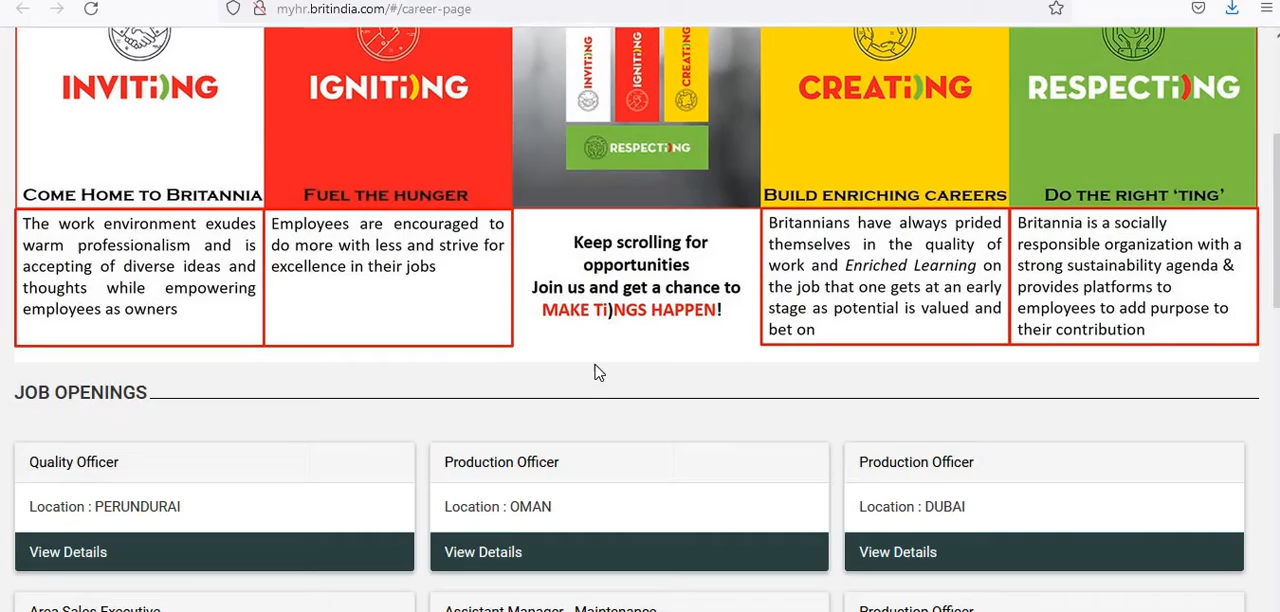 myhr.britindia.com/#/career-page
INVITi)NG
IGNITi)NG
INVITi)NG
IGNITi)NG
CREATi)NG
RESPECTi)NG
CREATi)NG
RESPECTi)NG
COME HOME TO BRITANNIA
FUEL THE HUNGER
BUILD ENRICHING CAREERS
DO THE RIGHT ‘TING’
The work environment exudes
warm professionalism and is
accepting of diverse ideas and
thoughts while empowering
employees as owners
Employees are encouraged to
do more with less and strive for
excellence in their jobs
Keep scrolling for
opportunities
Join us and get a chance to
MAKE Ti)NGS HAPPEN!
Britannians have always prided
themselves in the quality of
work and Enriched Learning on
the job that one gets at an early
stage as potential is valued and
bet on
Britannia is a socially
responsible organization with a
strong sustainability agenda &
provides platforms to
employees to add purpose to
their contribution
JOB OPENINGS
Quality Officer
Location : PERUNDURAI
View Details
Production Officer
Location : OMAN
View Details
Production Officer
Location : DUBAI
View Details
Area Sales Executive
Assistant Manager - Maintenance
Production Officer